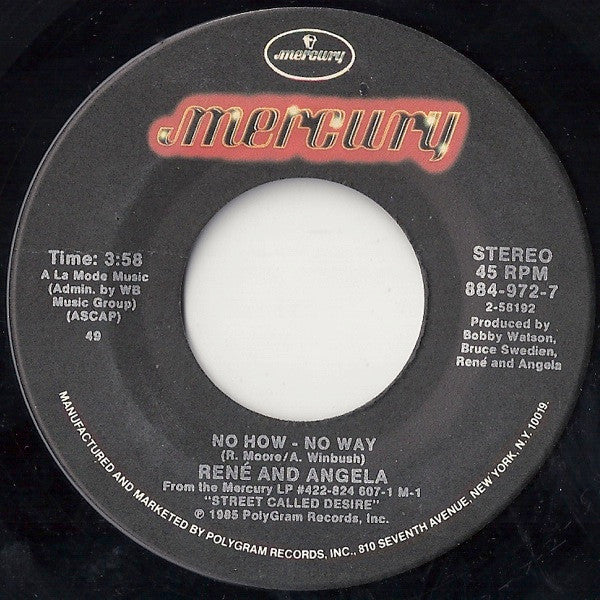 mercury
mercury
Time: 3:58
A La Mode Music
(Admin. by WB
Music Group)
(ASCAP)
49
STEREO
45 RPM
884-972-7
2-58192
Produced by
Bobby Watson,
Bruce Swedien,
René and Angela
NO HOW - NO WAY
(R. Moore/A. Winbush)
RENÉ AND ANGELA
From the Mercury LP #422-824 607-1 M-1
"STREET CALLED DESIRE"
℗ 1985 PolyGram Records, Inc.
MANUFACTURED AND MARKETED BY POLYGRAM RECORDS, INC., 810 SEVENTH AVENUE, NEW YORK, N.Y. 10019.